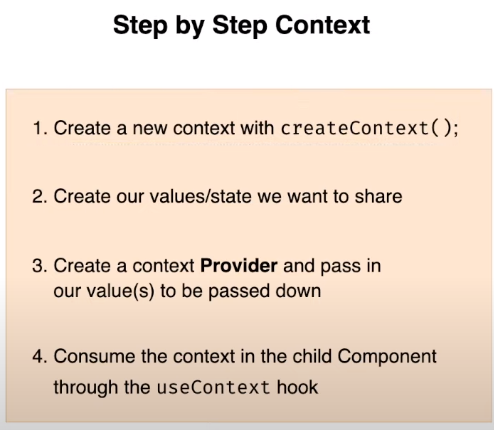 Step by Step Context
1. Create a new context with createContext();
2. Create our values/state we want to share
3. Create a context Provider and pass in
our value(s) to be passed down
4. Consume the context in the child Component
through the useContext hook